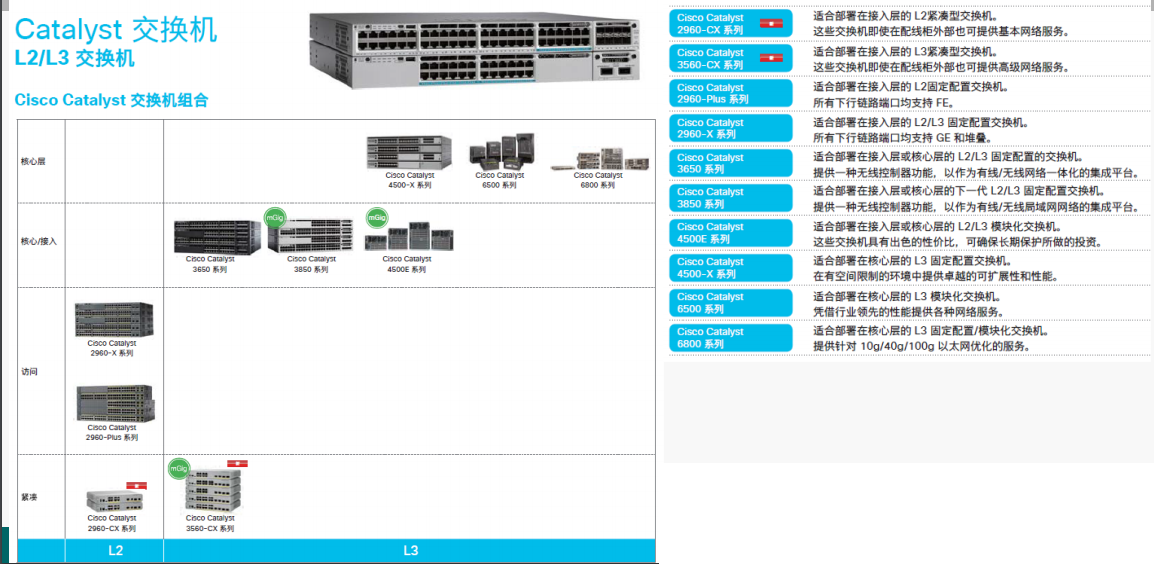 Catalyst 交换机
L2/L3 交换机
Cisco Catalyst 交换机组合
核心层
Cisco Catalyst
4500-X 系列
Cisco Catalyst
6500 系列
Cisco Catalyst
6800 系列
核心/接入
mGig
mGig
Cisco Catalyst
3650 系列
Cisco Catalyst
3850 系列
Cisco Catalyst
4500E 系列
访问
Cisco Catalyst
2960-X 系列
Cisco Catalyst
2960-Plus 系列
紧凑
mGig
Cisco Catalyst
2960-CX 系列
Cisco Catalyst
3560-CX 系列
L2
L3
Cisco Catalyst
2960-CX 系列
适合部署在接入层的 L2紧凑型交换机。
这些交换机即使在配线柜外部也可提供基本网络服务。
Cisco Catalyst
3560-CX 系列
适合部署在接入层的 L3紧凑型交换机。
这些交换机即使在配线柜外部也可提供高级网络服务。
Cisco Catalyst
2960-Plus 系列
适合部署在接入层的 L2固定配置交换机。
所有下行链路端口均支持 FE。
Cisco Catalyst
2960-X 系列
适合部署在接入层的 L2/L3 固定配置交换机。
所有下行链路端口均支持 GE 和堆叠。
Cisco Catalyst
3650 系列
适合部署在接入层或核心层的 L2/L3 固定配置的交换机。
提供一种无线控制器功能，以作为有线/无线网络一体化的集成平台。
Cisco Catalyst
3850 系列
适合部署在接入层或核心层的下一代 L2/L3 固定配置交换机。
提供一种无线控制器功能，以作为有线/无线局域网网络的集成平台。
Cisco Catalyst
4500E 系列
适合部署在接入层或核心层的 L2/L3 模块化交换机。
这些交换机具有出色的性价比，可确保长期保护所做的投资。
Cisco Catalyst
4500-X 系列
适合部署在核心层的 L3 固定配置交换机。
在有空间限制的环境中提供卓越的可扩展性和性能。
Cisco Catalyst
6500 系列
适合部署在核心层的 L3 模块化交换机。
凭借行业领先的性能提供各种网络服务。
Cisco Catalyst
6800 系列
适合部署在核心层的 L3 固定配置/模块化交换机。
提供针对 10g/40g/100g 以太网优化的服务。